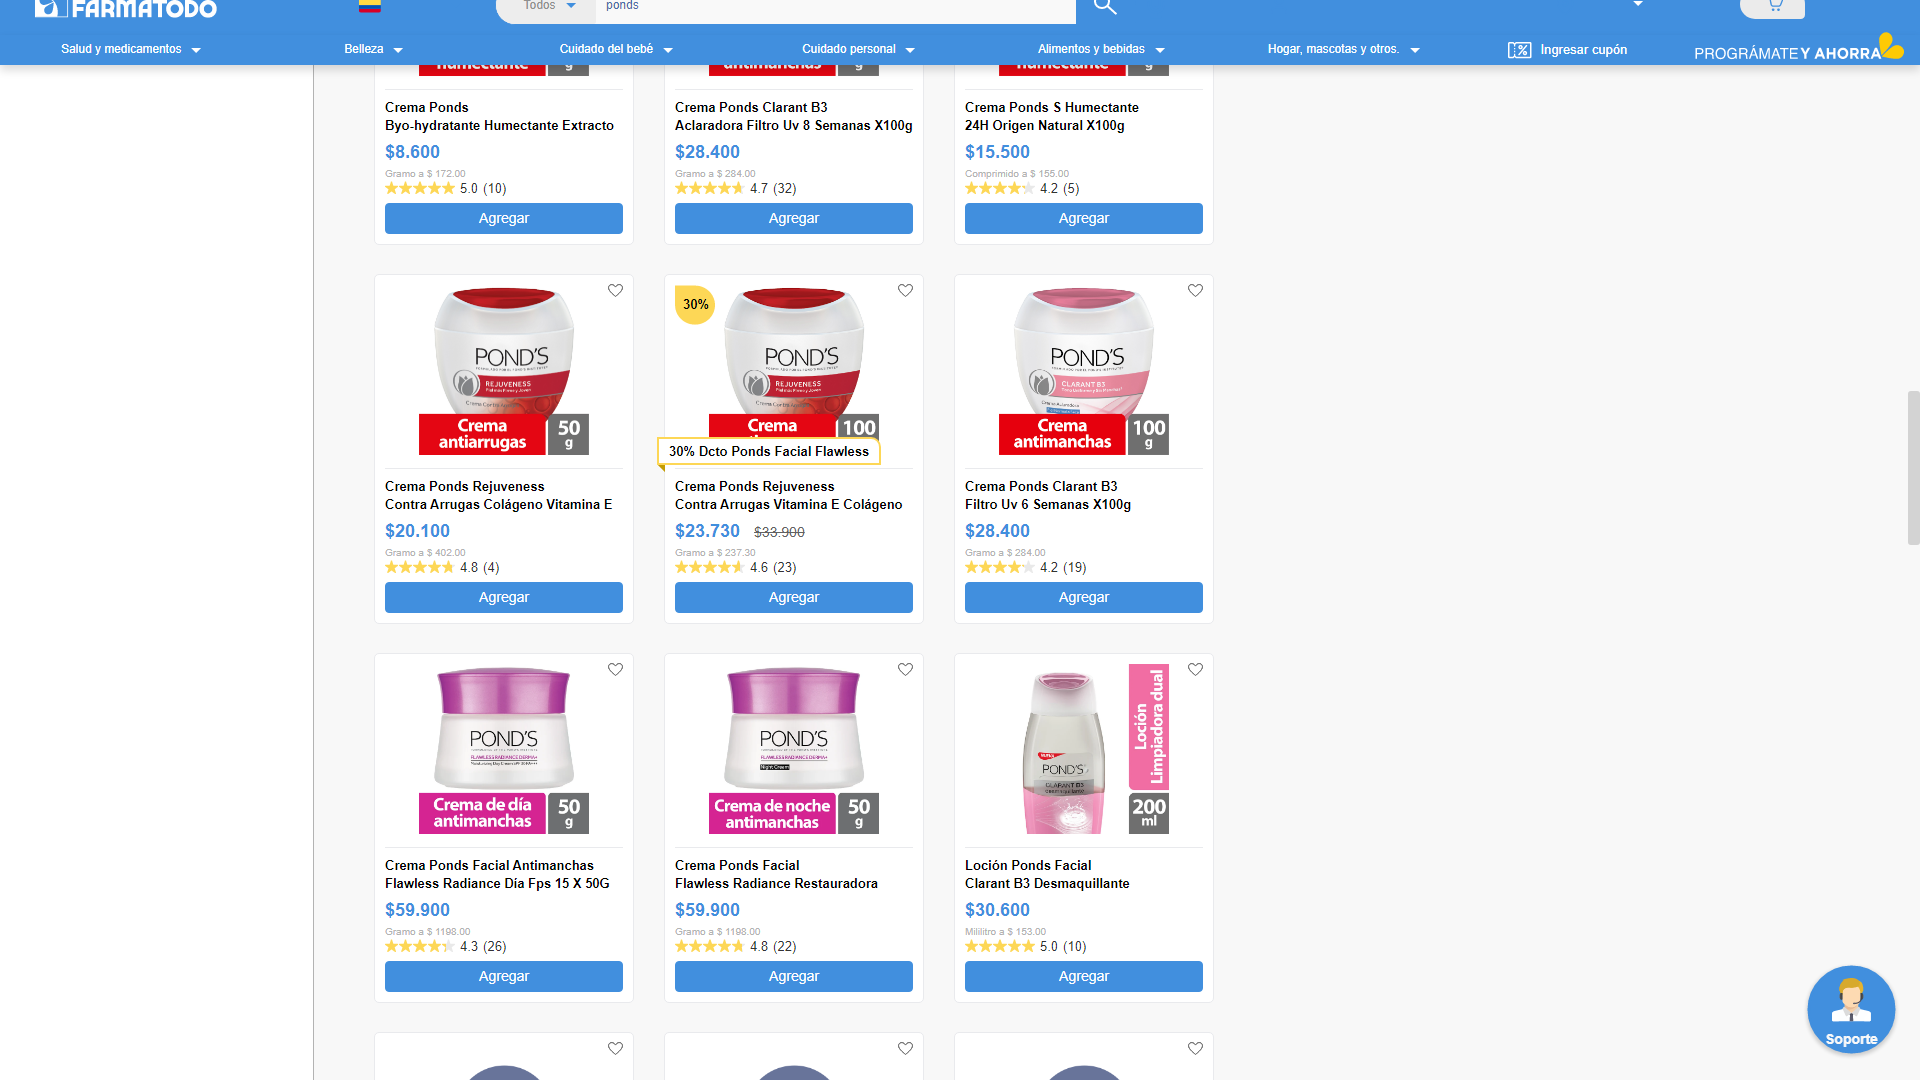 FARMATODO
Todos
ponds
Salud y medicamentos
Belleza
Cuidado del bebé
Cuidado personal
Alimentos y bebidas
Hogar, mascotas y otros.
Ingresar cupón
PROGRÁMATE Y AHORRA
humectante g
antimanchas g
humectante g
Crema Ponds
Byo-hydratante Humectante Extracto
$8.600
Gramo a $ 172.00
5.0 (10)
Agregar
Crema Ponds Clarant B3
Aclaradora Filtro Uv 8 Semanas X100g
$28.400
Gramo a $ 284.00
4.7 (32)
Agregar
Crema Ponds S Humectante
24H Origen Natural X100g
$15.500
Comprimido a $ 155.00
4.2 (5)
Agregar
POND'S
REJUVENESS
Crema
antiarrugas
50
g
Crema Ponds Rejuveness
Contra Arrugas Colágeno Vitamina E
$20.100
Gramo a $ 402.00
4.8 (4)
Agregar
30%
POND'S
REJUVENESS
Crema
100
30% Dcto Ponds Facial Flawless
Crema Ponds Rejuveness
Contra Arrugas Vitamina E Colágeno
$23.730 $33.900
Gramo a $ 237.30
4.6 (23)
Agregar
POND'S
CLARANT B3
Crema
antimanchas
100
g
Crema Ponds Clarant B3
Filtro Uv 6 Semanas X100g
$28.400
Gramo a $ 284.00
4.2 (19)
Agregar
POND'S
FLAWLESS RADIANCE DERMA+
Crema de día
antimanchas
50
g
Crema Ponds Facial Antimanchas
Flawless Radiance Día Fps 15 X 50G
$59.900
Gramo a $ 1198.00
4.3 (26)
Agregar
POND'S
FLAWLESS RADIANCE DERMA+
Night Cream
Crema de noche
antimanchas
50
g
Crema Ponds Facial
Flawless Radiance Restauradora
$59.900
Gramo a $ 1198.00
4.8 (22)
Agregar
POND'S
CLARANT B3
Loción
Limpiadora dual
200
ml
Loción Ponds Facial
Clarant B3 Desmaquillante
$30.600
Mililitro a $ 153.00
5.0 (10)
Agregar
Soporte